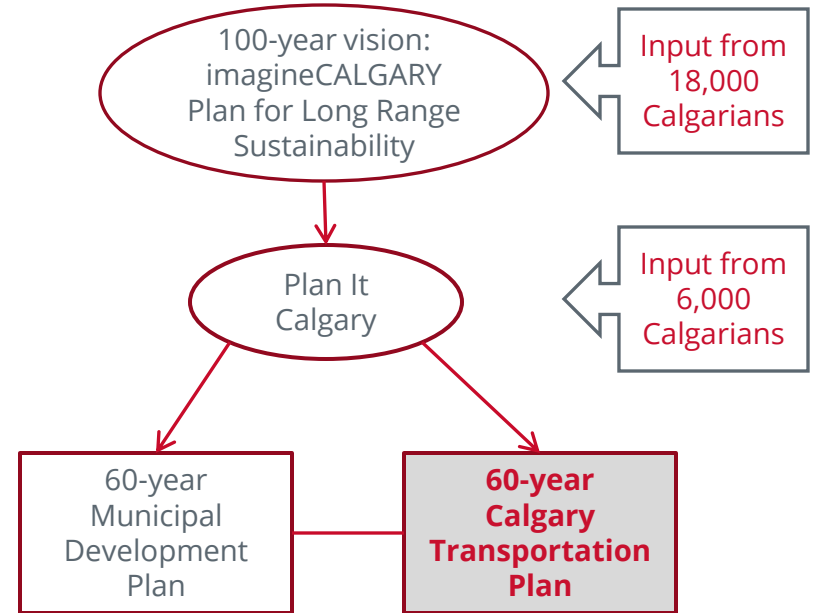 100-year vision:
imagineCALGARY
Plan for Long Range
Sustainability
Input from
18,000
Calgarians
Plan It
Calgary
Input from
6,000
Calgarians
60-year
Municipal
Development
Plan
60-year
Calgary
Transportation
Plan